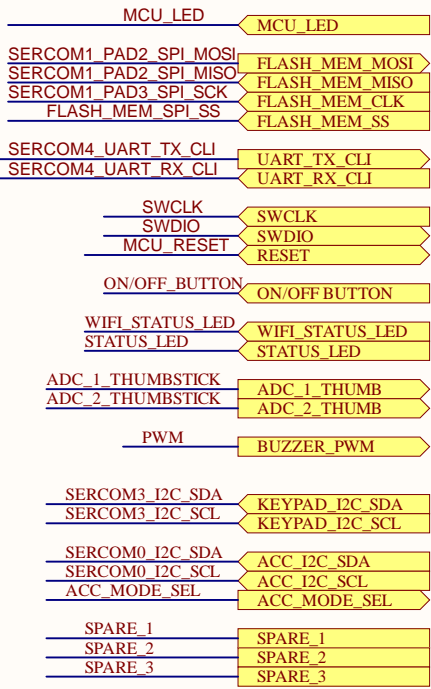 MCU_LED MCU_LED
SERCOM1_PAD2_SPI_MOSI FLASH_MEM_MOSI
SERCOM1_PAD2_SPI_MISO FLASH_MEM_MISO
SERCOM1_PAD3_SPI_SCK FLASH_MEM_CLK
FLASH_MEM_SPI_SS FLASH_MEM_SS
SERCOM4_UART_TX_CLI UART_TX_CLI
SERCOM4_UART_RX_CLI UART_RX_CLI
SWCLK SWCLK
SWDIO SWDIO
MCU_RESET RESET
ON/OFF_BUTTON ON/OFF BUTTON
WIFI_STATUS_LED WIFI_STATUS_LED
STATUS_LED STATUS_LED
ADC_1_THUMBSTICK ADC_1_THUMB
ADC_2_THUMBSTICK ADC_2_THUMB
PWM BUZZER_PWM
SERCOM3_I2C_SDA KEYPAD_I2C_SDA
SERCOM3_I2C_SCL KEYPAD_I2C_SCL
SERCOM0_I2C_SDA ACC_I2C_SDA
SERCOM0_I2C_SCL ACC_I2C_SCL
ACC_MODE_SEL ACC_MODE_SEL
SPARE_1 SPARE_1
SPARE_2 SPARE_2
SPARE_3 SPARE_3